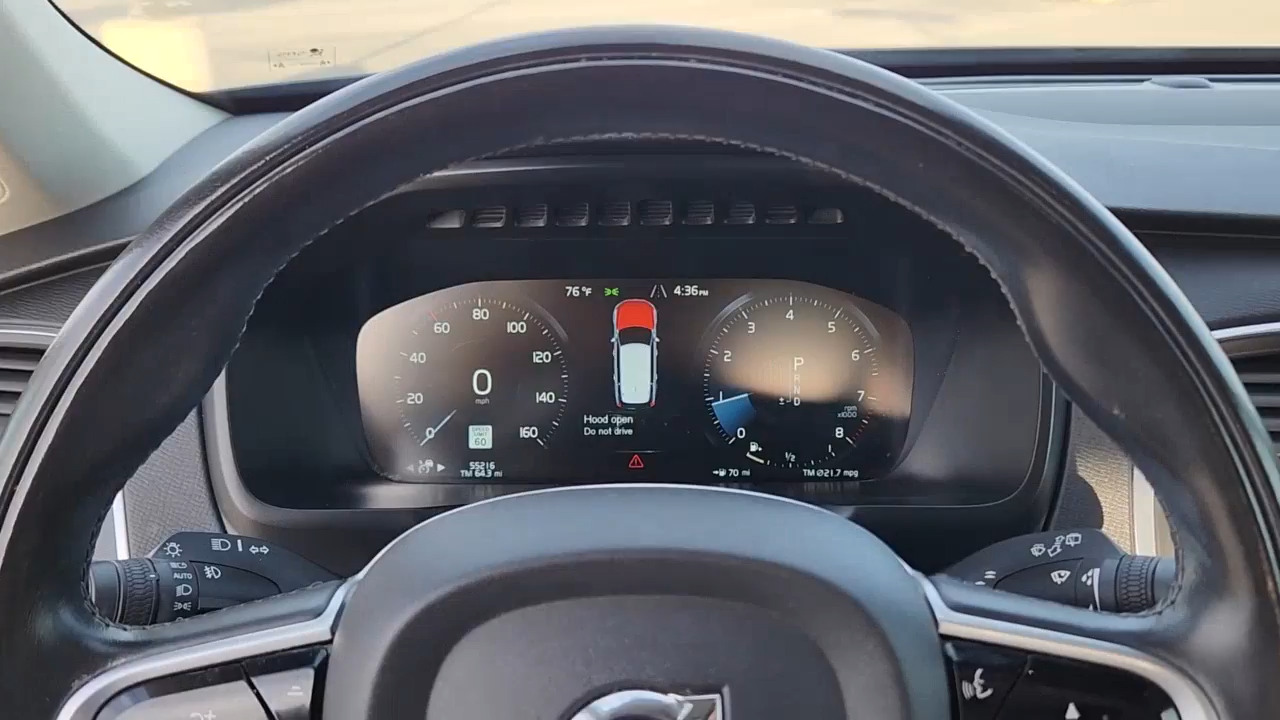 76 °F
4:36 PM
0
20
40
60
80
100
120
140
160
0
mph
SPEED
LIMIT
60
55216
TM 64.3 mi
Hood open
Do not drive
0
1
2
3
4
5
6
7
8
rpm
x1000
P
R
N
D
±
1/2
70 mi
TM Ø21.7 mpg
AUTO